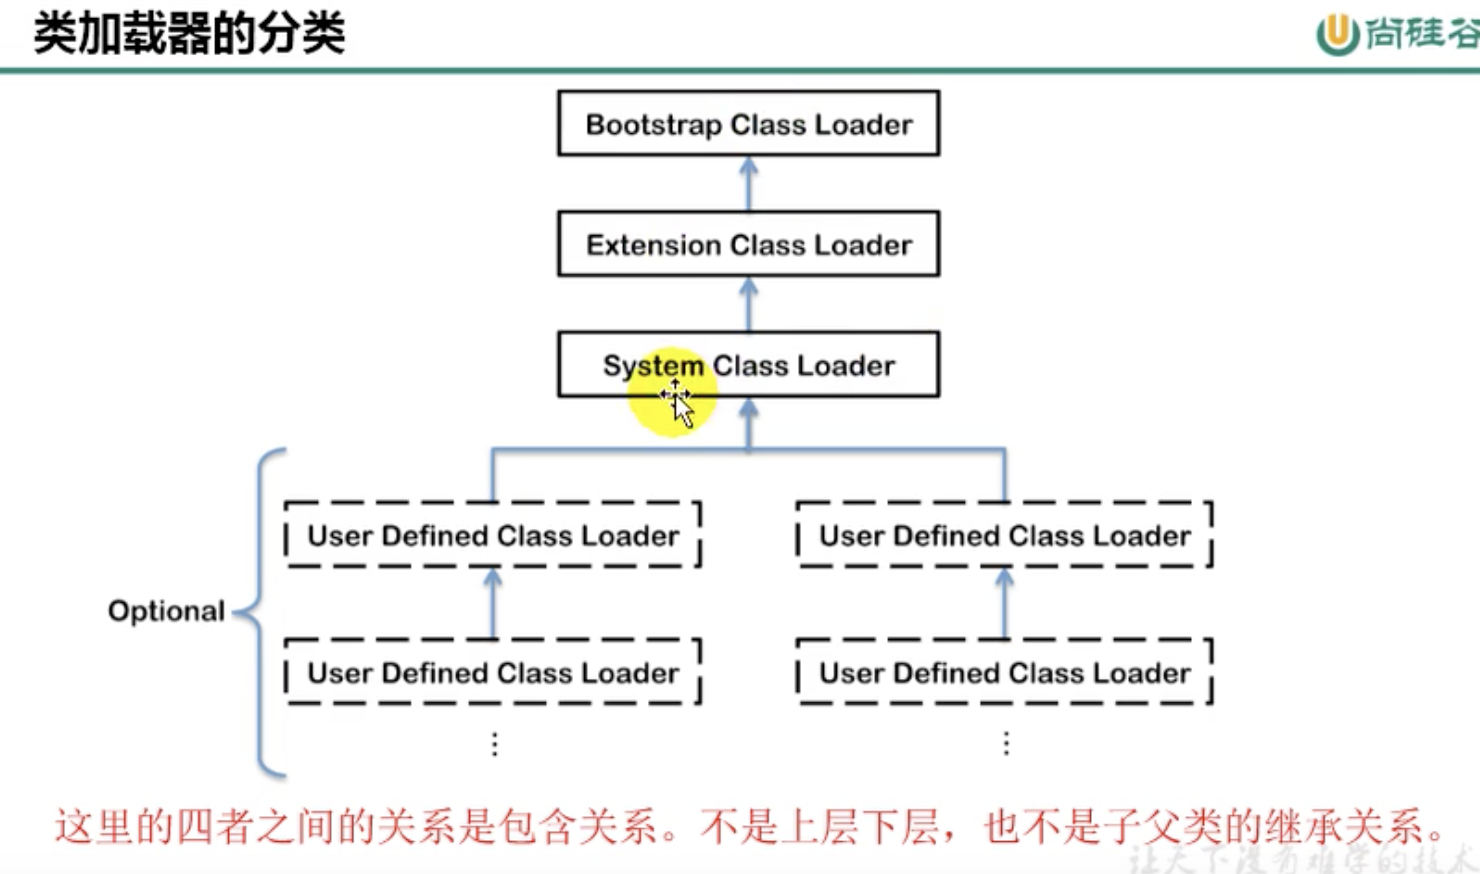 类加载器的分类
尚硅谷
Bootstrap Class Loader
Extension Class Loader
System Class Loader
User Defined Class Loader
User Defined Class Loader
Optional
User Defined Class Loader
User Defined Class Loader
这里的四者之间的关系是包含关系。不是上层下层，也不是子父类的继承关系。
让天下没有难学的技术